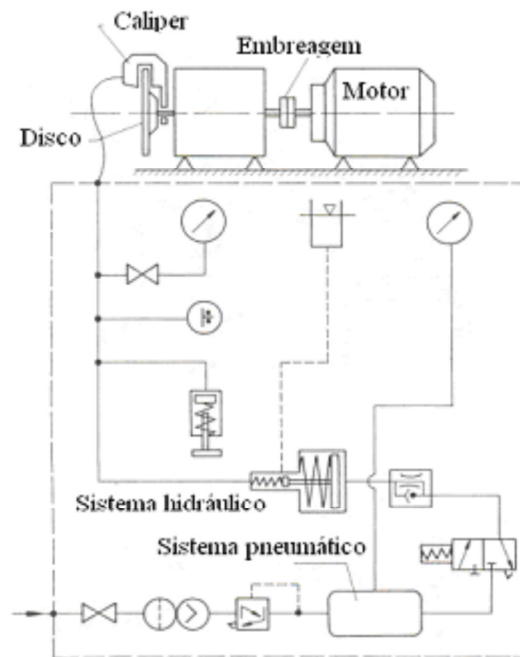 Caliper
Embreagem
Motor
Disco
Sistema hidráulico
Sistema pneumático